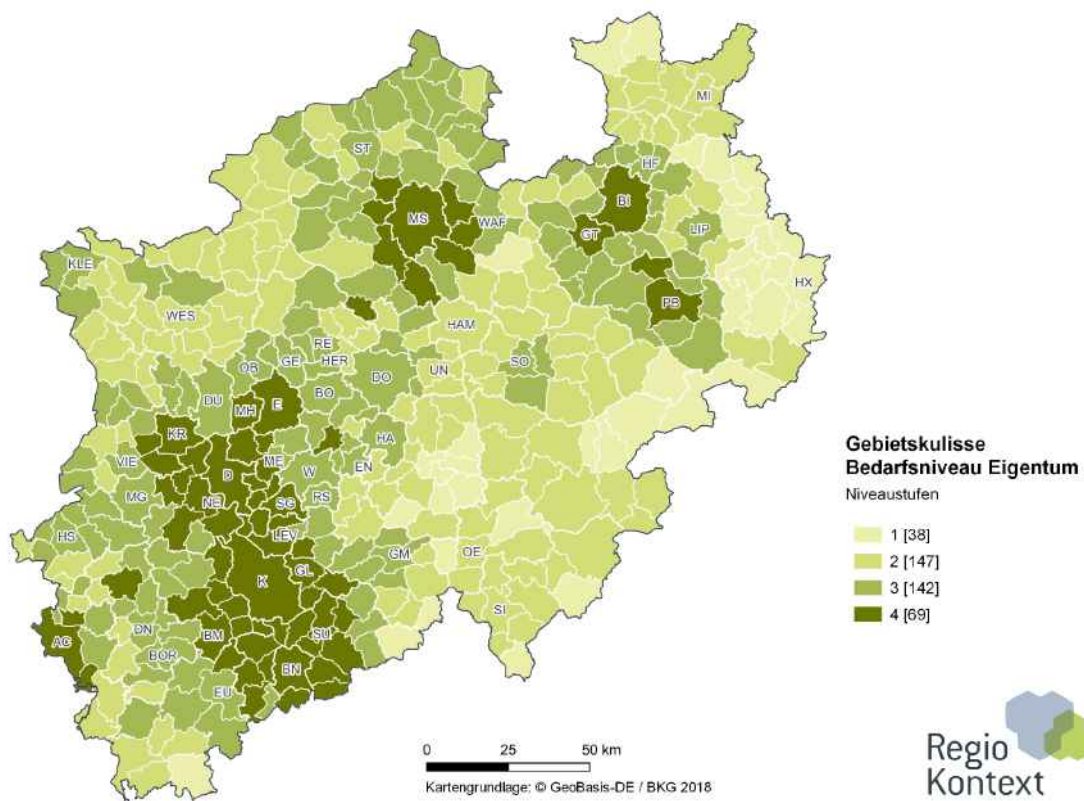 MI
ST
HF
BI
MS
WAF
GT
LIP
KLE
HX
PB
WES
HAM
RE
SO
OB
GE
HER
UN
DO
DU
BO
MH
E
KR
HA
VIE
ME
W
EN
D
MG
NE
SG
RS
LEV
HS
GM
OE
GL
K
SI
DN
BM
SU
AC
BOR
BN
EU
Gebietskulisse
Bedarfsniveau Eigentum
Niveaustufen
1 [38]
2 [147]
3 [142]
4 [69]
0 25 50 km
Kartengrundlage: © GeoBasis-DE / BKG 2018
Regio
Kontext